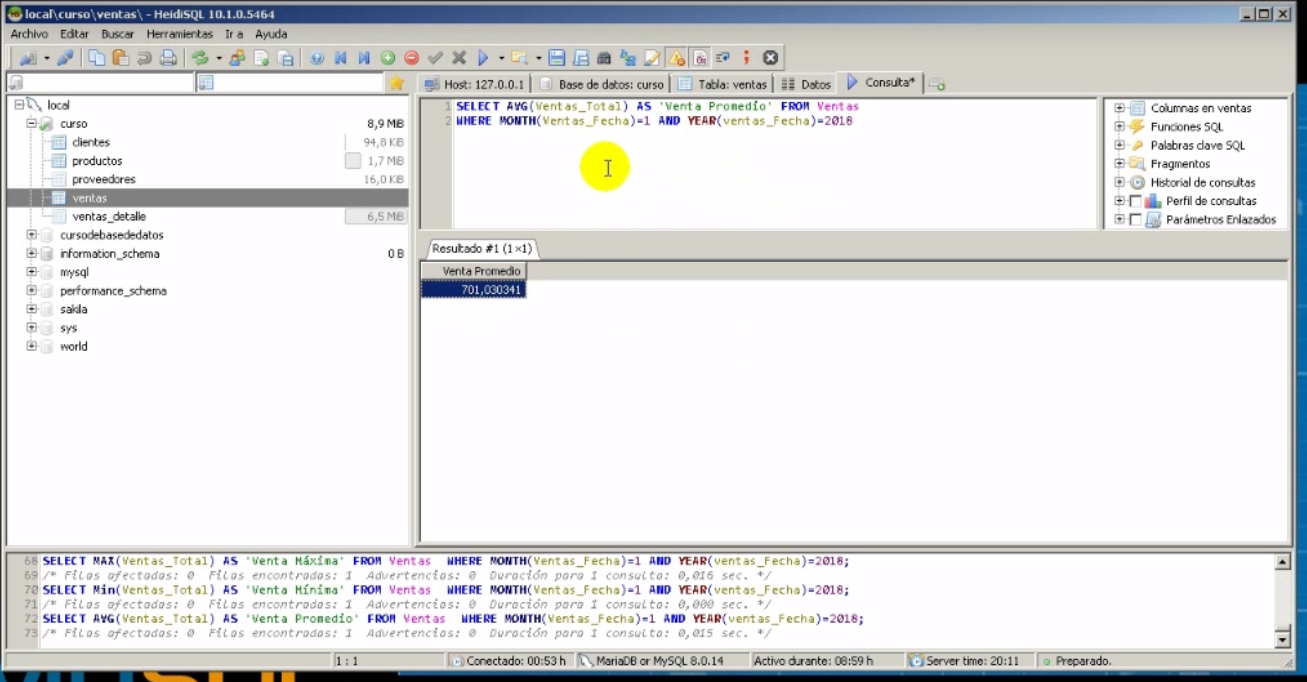 local\curso\ventas\ - HeidiSQL 10.1.0.5464
Archivo Editar Buscar Herramientas Ir a Ayuda
Host: 127.0.0.1 Base de datos: curso Tabla: ventas Datos Consulta*
local
curso 8,9 MiB
clientes 94,8 KiB
productos 1,7 MiB
proveedores 16,0 KiB
ventas
ventas_detalle 6,5 MiB
cursodebasededatos
information_schema 0 B
mysql
performance_schema
sakila
sys
world
1 SELECT AVG(Ventas_Total) AS 'Venta Promedio' FROM Ventas
2 WHERE MONTH(Ventas_Fecha)=1 AND YEAR(ventas_Fecha)=2018
Columnas en ventas
Funciones SQL
Palabras clave SQL
Fragmentos
Historial de consultas
Perfil de consultas
Parámetros Enlazados
Resultado #1 (1×1)
Venta Promedio
701,030341
68 SELECT MAX(Ventas_Total) AS 'Venta Máxima' FROM Ventas WHERE MONTH(Ventas_Fecha)=1 AND YEAR(ventas_Fecha)=2018;
69 /* Filas afectadas: 0 Filas encontradas: 1 Advertencias: 0 Duración para 1 consulta: 0,016 sec. */
70 SELECT Min(Ventas_Total) AS 'Venta Mínima' FROM Ventas WHERE MONTH(Ventas_Fecha)=1 AND YEAR(ventas_Fecha)=2018;
71 /* Filas afectadas: 0 Filas encontradas: 1 Advertencias: 0 Duración para 1 consulta: 0,000 sec. */
72 SELECT AVG(Ventas_Total) AS 'Venta Promedio' FROM Ventas WHERE MONTH(Ventas_Fecha)=1 AND YEAR(ventas_Fecha)=2018;
73 /* Filas afectadas: 0 Filas encontradas: 1 Advertencias: 0 Duración para 1 consulta: 0,015 sec. */
1 : 1 Conectado: 00:53 h MariaDB or MySQL 8.0.14 Activo durante: 08:59 h Server time: 20:11 Preparado.